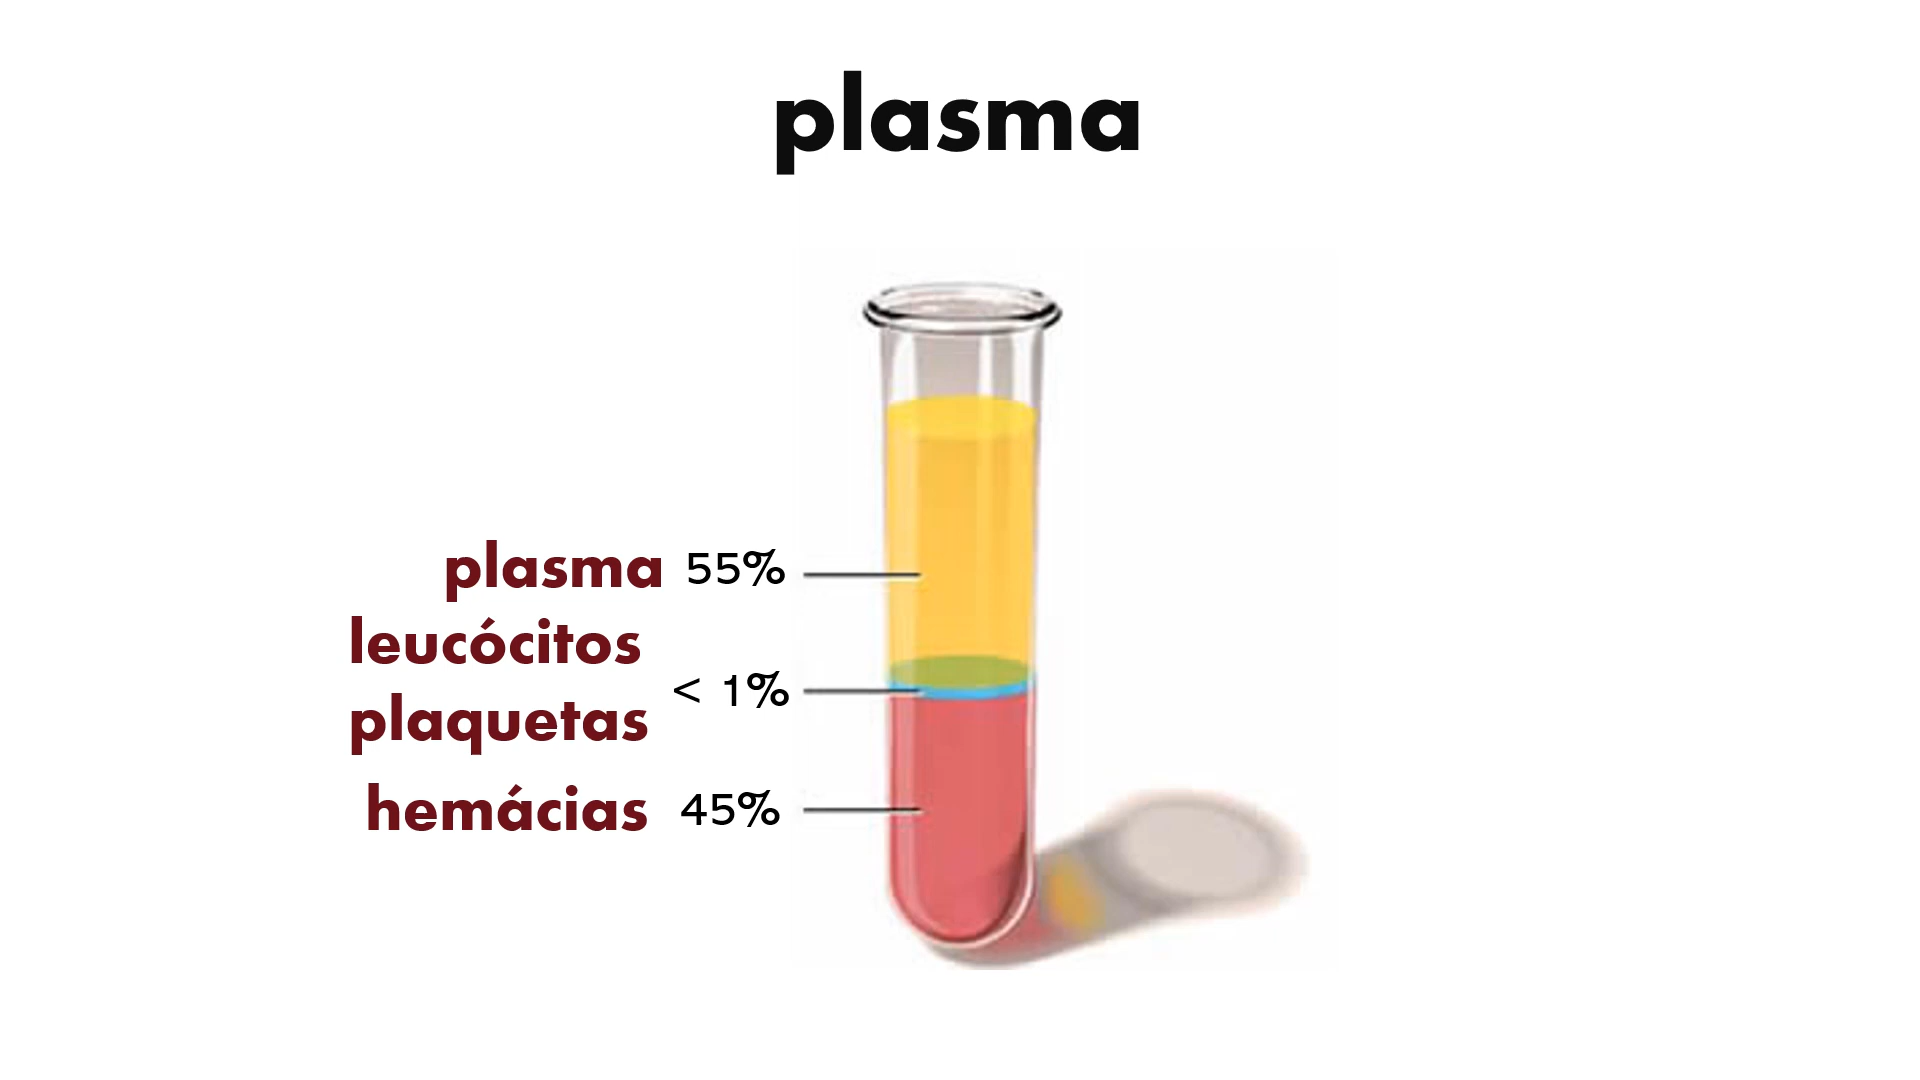 plasma
plasma 55%
leucócitos
< 1%
plaquetas
hemácias 45%